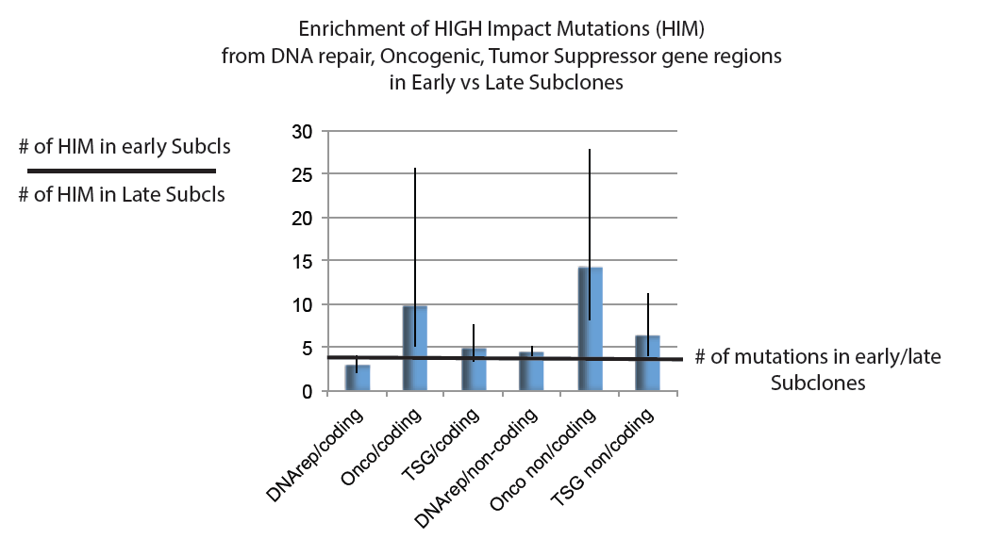 Enrichment of HIGH Impact Mutations (HIM)
from DNA repair, Oncogenic, Tumor Suppressor gene regions
in Early vs Late Subclones
# of HIM in early Subcls
# of HIM in Late Subcls
30
25
20
15
10
5
0
# of mutations in early/late
Subclones
DNArep/coding
Onco/coding
TSG/coding
DNArep/non-coding
Onco non/coding
TSG non/coding